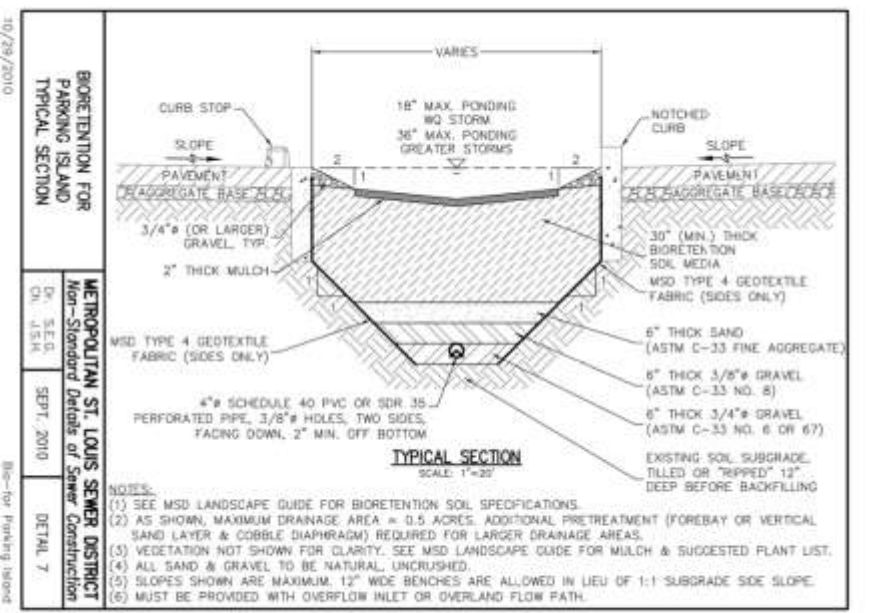 10/29/2010
BIORETENTION FOR
PARKING ISLAND
TYPICAL SECTION
METROPOLITAN ST. LOUIS SEWER DISTRICT
Non-Standard Details of Sewer Construction
Dr. S.E.G.
Ch. J.S.H.
SEPT. 2010
DETAIL 7
Bio-for Parking Island
VARIES
CURB STOP
18" MAX. PONDING
WQ STORM
36" MAX. PONDING
GREATER STORMS
NOTCHED
CURB
SLOPE
SLOPE
2
1
1
2
PAVEMENT
PAVEMENT
AGGREGATE BASE
AGGREGATE BASE
3/4"ø (OR LARGER)
GRAVEL, TYP.
2" THICK MULCH
30" (MIN.) THICK
BIORETENTION
SOIL MEDIA
MSD TYPE 4 GEOTEXTILE
FABRIC (SIDES ONLY)
1
1
1
1
MSD TYPE 4 GEOTEXTILE
FABRIC (SIDES ONLY)
6" THICK SAND
(ASTM C-33 FINE AGGREGATE)
6" THICK 3/8"ø GRAVEL
(ASTM C-33 NO. 8)
6" THICK 3/4"ø GRAVEL
(ASTM C-33 NO. 6 OR 67)
4"ø SCHEDULE 40 PVC OR SDR 35
PERFORATED PIPE, 3/8"ø HOLES, TWO SIDES,
FACING DOWN, 2" MIN. OFF BOTTOM
EXISTING SOIL SUBGRADE,
TILLED OR "RIPPED" 12"
DEEP BEFORE BACKFILLING
TYPICAL SECTION
SCALE: 1"=20'
NOTES:
(1) SEE MSD LANDSCAPE GUIDE FOR BIORETENTION SOIL SPECIFICATIONS.
(2) AS SHOWN, MAXIMUM DRAINAGE AREA = 0.5 ACRES. ADDITIONAL PRETREATMENT (FOREBAY OR VERTICAL
SAND LAYER & COBBLE DIAPHRAGM) REQUIRED FOR LARGER DRAINAGE AREAS.
(3) VEGETATION NOT SHOWN FOR CLARITY. SEE MSD LANDSCAPE GUIDE FOR MULCH & SUGGESTED PLANT LIST.
(4) ALL SAND & GRAVEL TO BE NATURAL, UNCRUSHED.
(5) SLOPES SHOWN ARE MAXIMUM. 12" WIDE BENCHES ARE ALLOWED IN LIEU OF 1:1 SUBGRADE SIDE SLOPE.
(6) MUST BE PROVIDED WITH OVERFLOW INLET OR OVERLAND FLOW PATH.